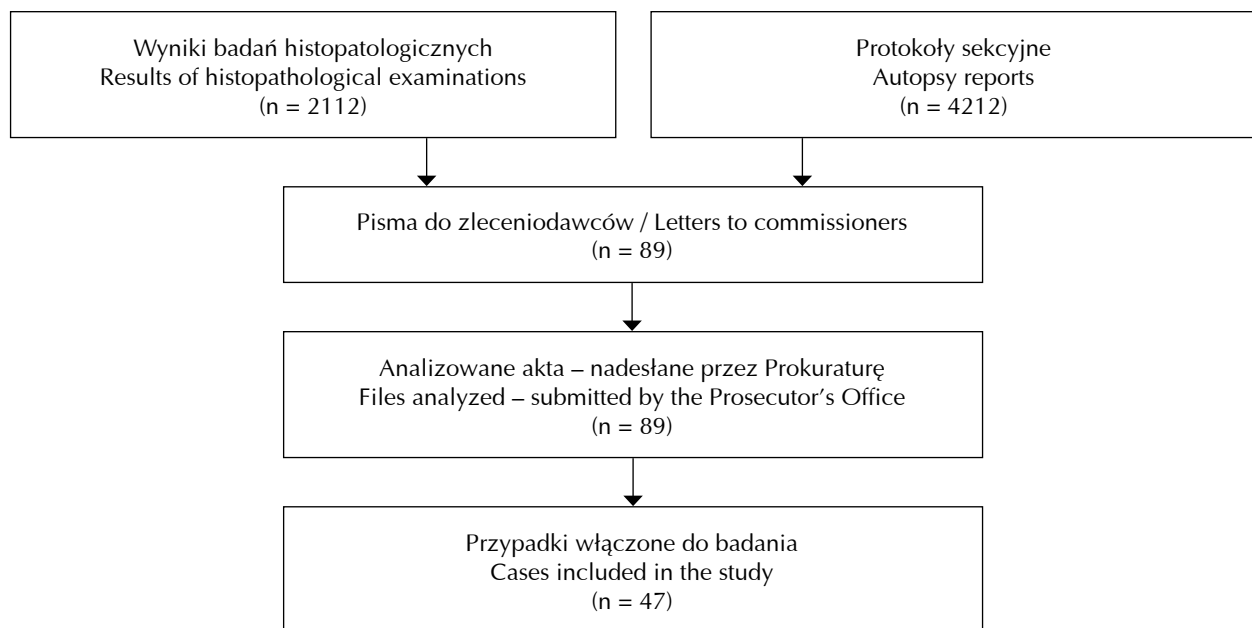 Wyniki badań histopatologicznych
Results of histopathological examinations
(n = 2112)
Protokoły sekcyjne
Autopsy reports
(n = 4212)
Pisma do zleceniodawców / Letters to commissioners
(n = 89)
Analizowane akta – nadesłane przez Prokuraturę
Files analyzed – submitted by the Prosecutor's Office
(n = 89)
Przypadki włączone do badania
Cases included in the study
(n = 47)